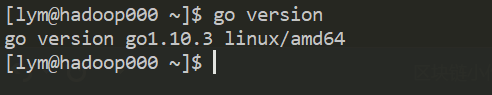 [lym@hadoop000 ~]$ go version
go version go1.10.3 linux/amd64
[lym@hadoop000 ~]$